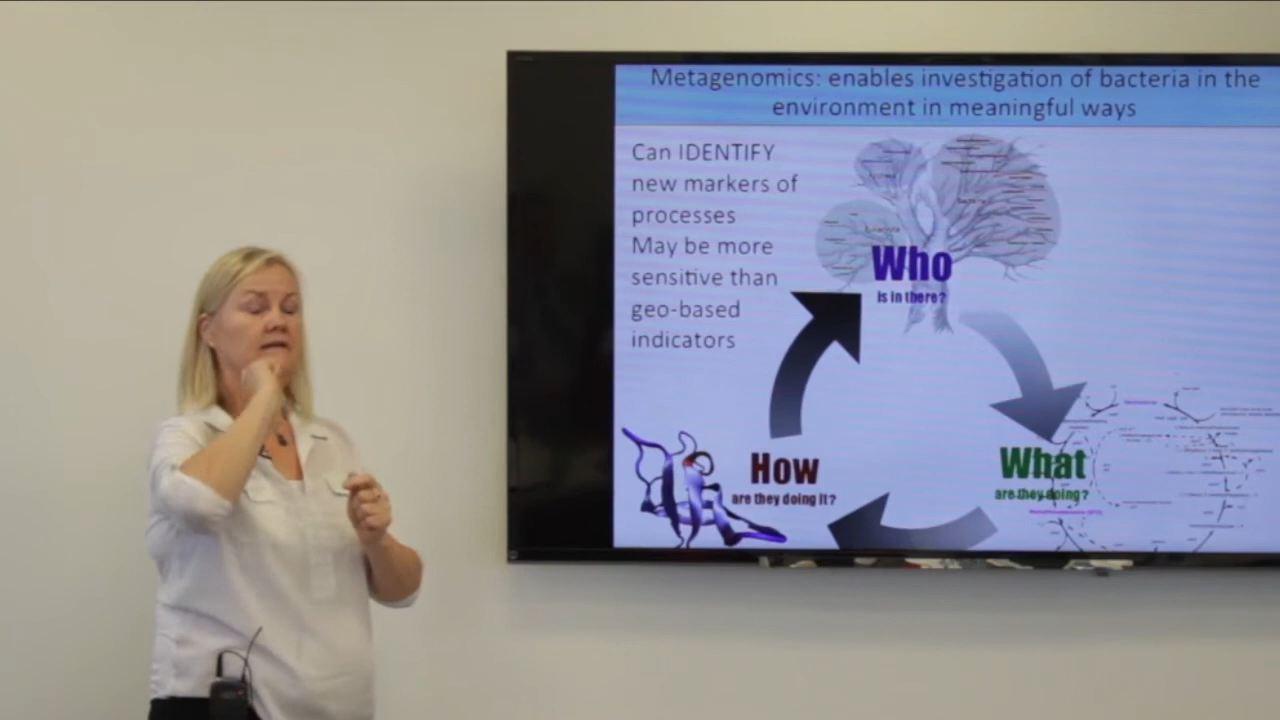 Metagenomics: enables investigation of bacteria in the
environment in meaningful ways
Can IDENTIFY
new markers of
processes
May be more
sensitive than
geo-based
indicators
Bacteria
Eukaryota
Who
is in there?
How
are they doing it?
What
are they doing?